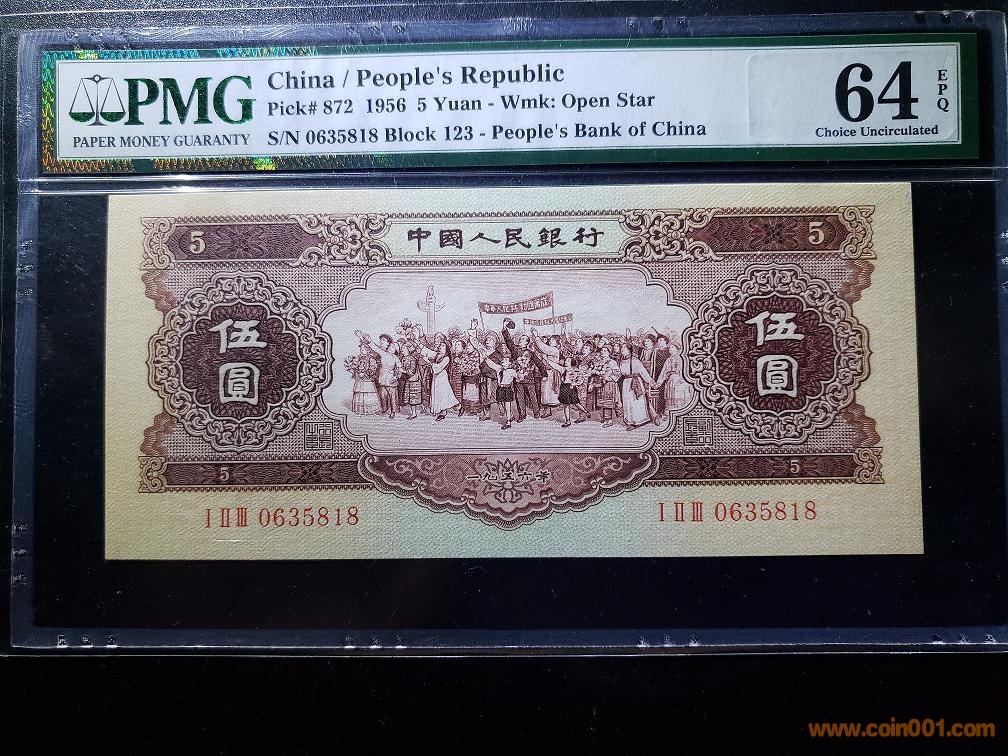 PMG
PAPER MONEY GUARANTY
China / People's Republic
Pick# 872 1956 5 Yuan - Wmk: Open Star
S/N 0635818 Block 123 - People's Bank of China
64
EPQ
Choice Uncirculated
5
中國人民銀行
5
伍圓
伍圓
5
一九五六年
5
I II III 0635818
I II III 0635818
www.coin001.com